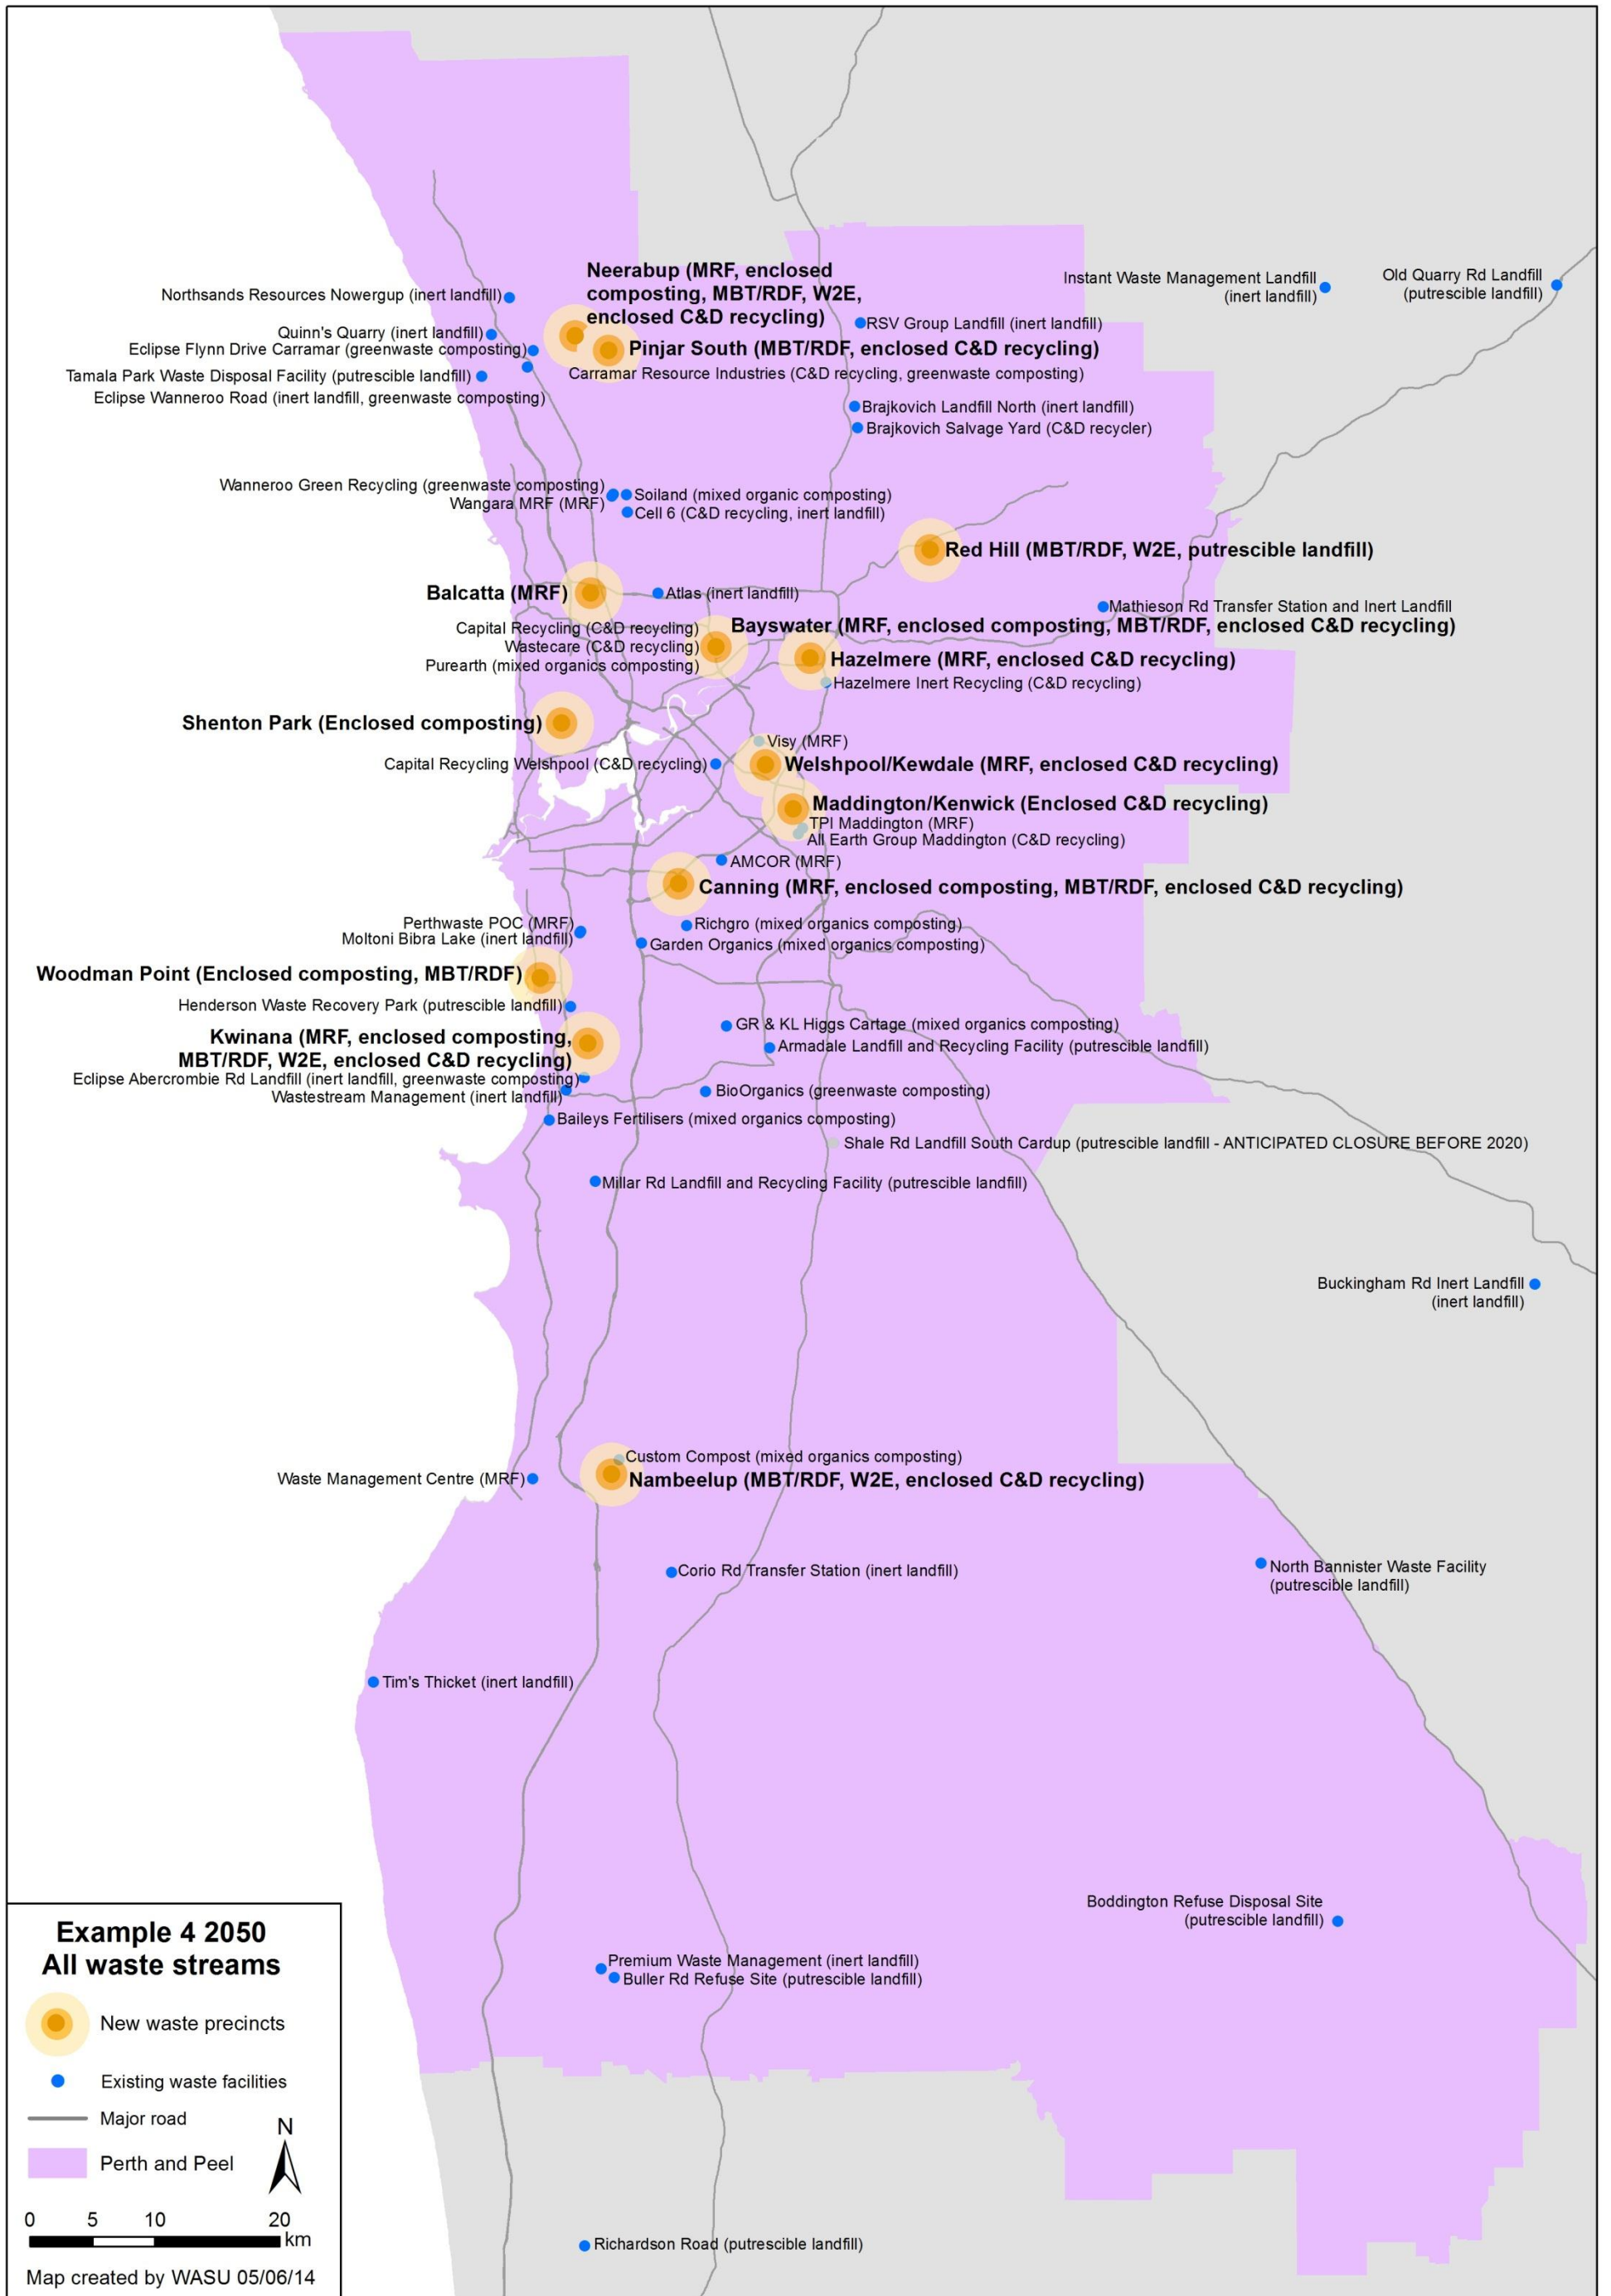 Neerabup (MRF, enclosed
composting, MBT/RDF, W2E,
enclosed C&D recycling)
Instant Waste Management Landfill
(inert landfill)
Old Quarry Rd Landfill
(putrescible landfill)
Northsands Resources Nowergup (inert landfill)
RSV Group Landfill (inert landfill)
Quinn's Quarry (inert landfill)
Eclipse Flynn Drive Carramar (greenwaste composting)
Pinjar South (MBT/RDF, enclosed C&D recycling)
Tamala Park Waste Disposal Facility (putrescible landfill)
Carramar Resource Industries (C&D recycling, greenwaste composting)
Eclipse Wanneroo Road (inert landfill, greenwaste composting)
Brajkovich Landfill North (inert landfill)
Brajkovich Salvage Yard (C&D recycler)
Wanneroo Green Recycling (greenwaste composting)
Wangara MRF (MRF)
Soiland (mixed organic composting)
Cell 6 (C&D recycling, inert landfill)
Red Hill (MBT/RDF, W2E, putrescible landfill)
Balcatta (MRF)
Atlas (inert landfill)
Mathieson Rd Transfer Station and Inert Landfill
Capital Recycling (C&D recycling)
Wastecare (C&D recycling)
Purearth (mixed organics composting)
Bayswater (MRF, enclosed composting, MBT/RDF, enclosed C&D recycling)
Hazelmere (MRF, enclosed C&D recycling)
Hazelmere Inert Recycling (C&D recycling)
Shenton Park (Enclosed composting)
Visy (MRF)
Capital Recycling Welshpool (C&D recycling)
Welshpool/Kewdale (MRF, enclosed C&D recycling)
Maddington/Kenwick (Enclosed C&D recycling)
TPI Maddington (MRF)
All Earth Group Maddington (C&D recycling)
AMCOR (MRF)
Canning (MRF, enclosed composting, MBT/RDF, enclosed C&D recycling)
Perthwaste POC (MRF)
Moltoni Bibra Lake (inert landfill)
Richgro (mixed organics composting)
Garden Organics (mixed organics composting)
Woodman Point (Enclosed composting, MBT/RDF)
Henderson Waste Recovery Park (putrescible landfill)
GR & KL Higgs Cartage (mixed organics composting)
Kwinana (MRF, enclosed composting,
MBT/RDF, W2E, enclosed C&D recycling)
Armadale Landfill and Recycling Facility (putrescible landfill)
Eclipse Abercrombie Rd Landfill (inert landfill, greenwaste composting)
Wastestream Management (inert landfill)
BioOrganics (greenwaste composting)
Baileys Fertilisers (mixed organics composting)
Shale Rd Landfill South Cardup (putrescible landfill - ANTICIPATED CLOSURE BEFORE 2020)
Millar Rd Landfill and Recycling Facility (putrescible landfill)
Buckingham Rd Inert Landfill
(inert landfill)
Custom Compost (mixed organics composting)
Waste Management Centre (MRF)
Nambeelup (MBT/RDF, W2E, enclosed C&D recycling)
Corio Rd Transfer Station (inert landfill)
North Bannister Waste Facility
(putrescible landfill)
Tim's Thicket (inert landfill)
Boddington Refuse Disposal Site
(putrescible landfill)
Premium Waste Management (inert landfill)
Buller Rd Refuse Site (putrescible landfill)
Richardson Road (putrescible landfill)
Example 4 2050
All waste streams
New waste precincts
Existing waste facilities
Major road
N
Perth and Peel
0 5 10 20
km
Map created by WASU 05/06/14